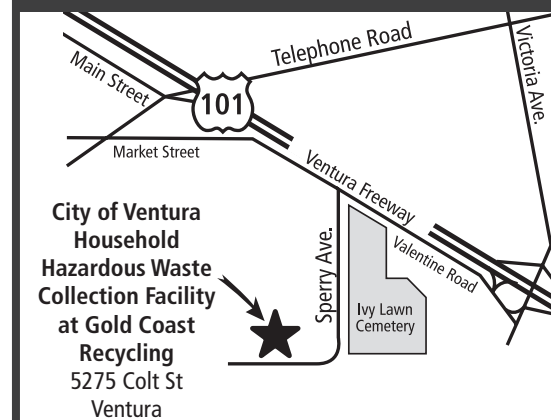 Telephone Road
Victoria Ave.
Main Street
101
Market Street
Ventura Freeway
Valentine Road
Sperry Ave.
Ivy Lawn
Cemetery
City of Ventura
Household
Hazardous Waste
Collection Facility
at Gold Coast
Recycling
5275 Colt St
Ventura